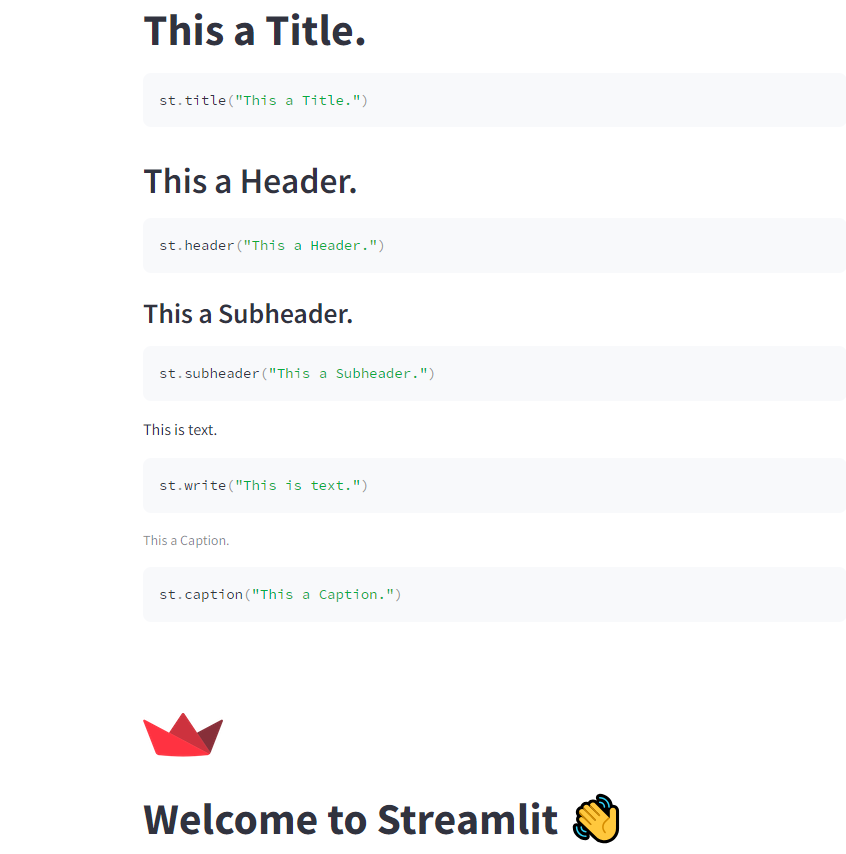 This a Title.
st.title("This a Title.")
This a Header.
st.header("This a Header.")
This a Subheader.
st.subheader("This a Subheader.")
This is text.
st.write("This is text.")
This a Caption.
st.caption("This a Caption.")
Welcome to Streamlit 👋